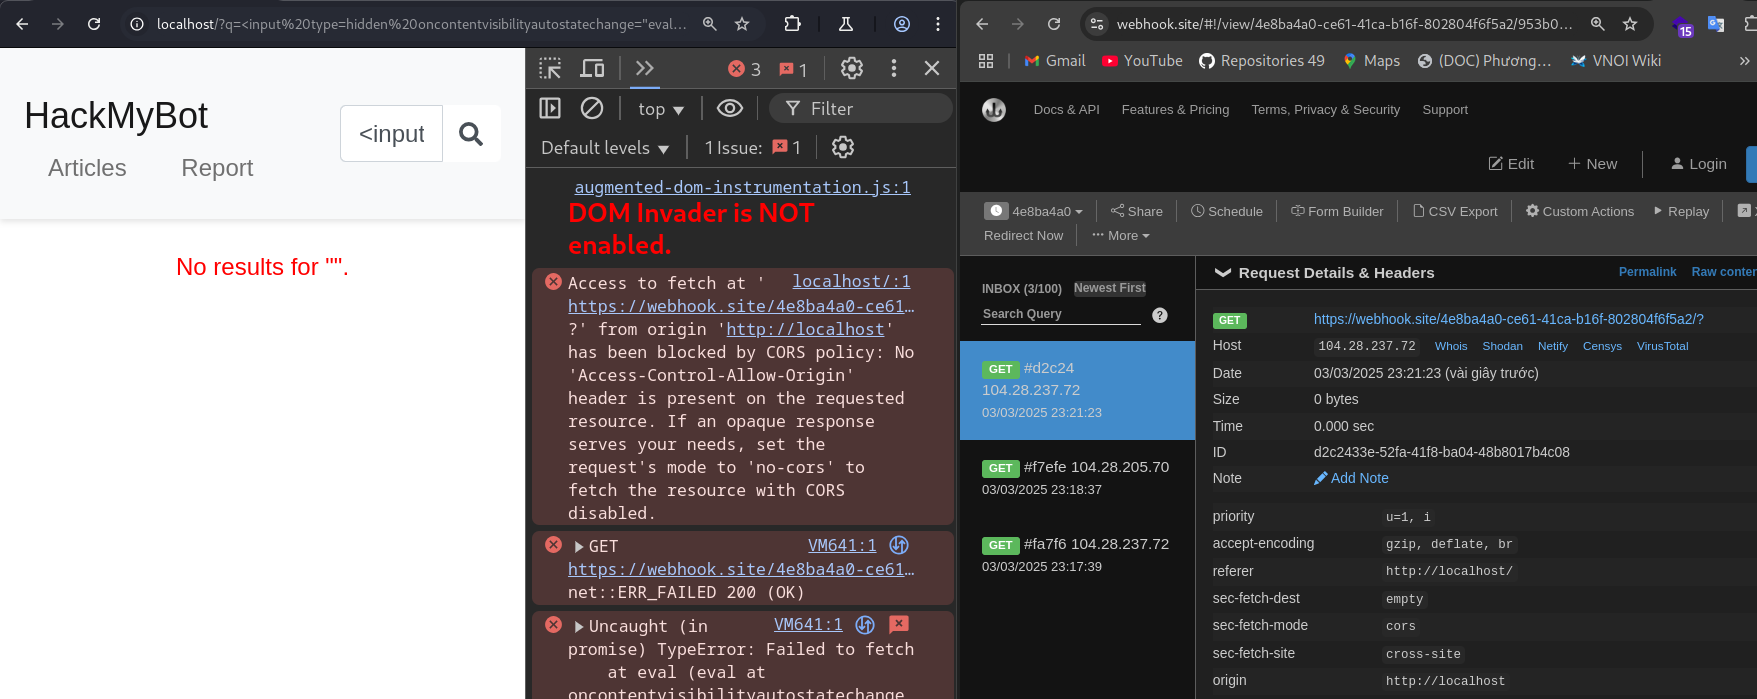 localhost/?q=<input%20type=hidden%20oncontentvisibilityautostatechange="eval...
HackMyBot
Articles
Report
<input
No results for "".
3
1
top
Filter
Default levels
1 Issue:
1
augmented-dom-instrumentation.js:1
DOM Invader is NOT
enabled.
Access to fetch at '
localhost/:1
https://webhook.site/4e8ba4a0-ce61…
?' from origin 'http://localhost'
has been blocked by CORS policy: No
'Access-Control-Allow-Origin'
header is present on the requested
resource. If an opaque response
serves your needs, set the
request's mode to 'no-cors' to
fetch the resource with CORS
disabled.
GET
VM641:1
https://webhook.site/4e8ba4a0-ce61…
net::ERR_FAILED 200 (OK)
Uncaught (in
VM641:1
promise) TypeError: Failed to fetch
at eval (eval at
oncontentvisibilityautostatechange
webhook.site/#!/view/4e8ba4a0-ce61-41ca-b16f-802804f6f5a2/953b0...
15
Gmail
YouTube
Repositories 49
Maps
(DOC) Phương...
VNOI Wiki
»
Docs & API
Features & Pricing
Terms, Privacy & Security
Support
Edit
New
Login
4e8ba4a0
Share
Schedule
Form Builder
CSV Export
Custom Actions
Replay
Redirect Now
More
INBOX (3/100)
Newest First
Search Query
?
GET #d2c24
104.28.237.72
03/03/2025 23:21:23
GET #f7efe 104.28.205.70
03/03/2025 23:18:37
GET #fa7f6 104.28.237.72
03/03/2025 23:17:39
Request Details & Headers
Permalink
Raw conten
GET
https://webhook.site/4e8ba4a0-ce61-41ca-b16f-802804f6f5a2/?
Host
104.28.237.72
Whois
Shodan
Netify
Censys
VirusTotal
Date
03/03/2025 23:21:23 (vài giây trước)
Size
0 bytes
Time
0.000 sec
ID
d2c2433e-52fa-41f8-ba04-48b8017b4c08
Note
Add Note
priority
u=1, i
accept-encoding
gzip, deflate, br
referer
http://localhost/
sec-fetch-dest
empty
sec-fetch-mode
cors
sec-fetch-site
cross-site
origin
http://localhost